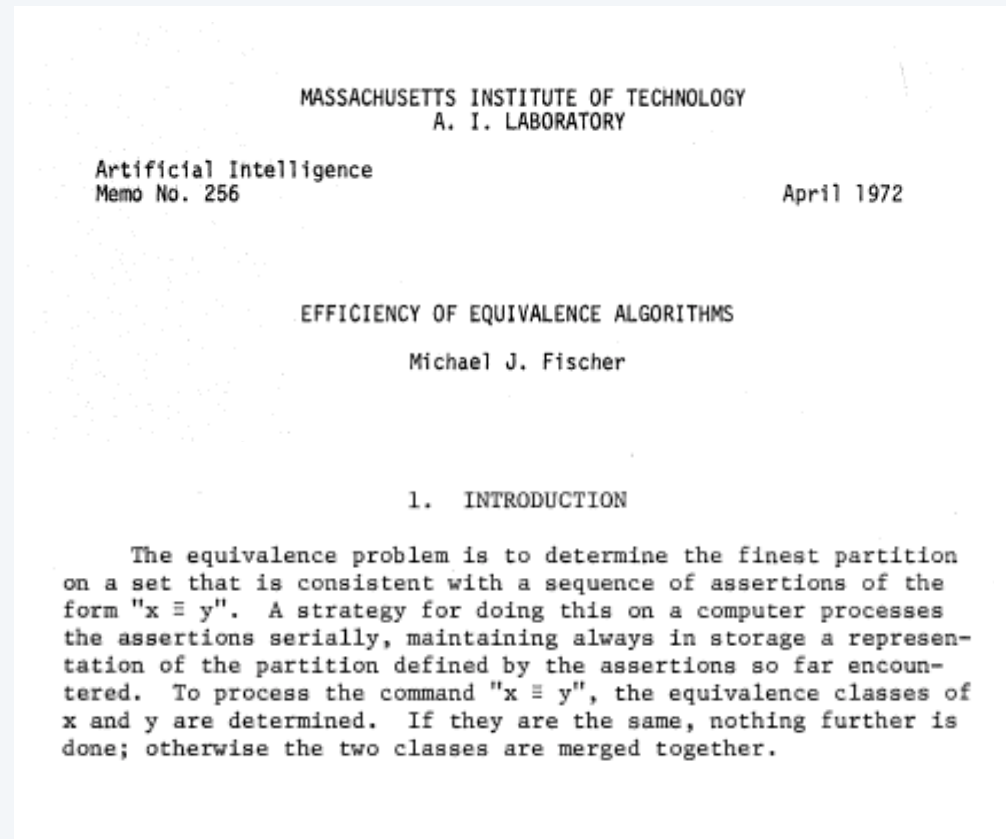 MASSACHUSETTS INSTITUTE OF TECHNOLOGY
A. I. LABORATORY
Artificial Intelligence
Memo No. 256 April 1972
EFFICIENCY OF EQUIVALENCE ALGORITHMS
Michael J. Fischer
1. INTRODUCTION
The equivalence problem is to determine the finest partition
on a set that is consistent with a sequence of assertions of the
form "x ≡ y". A strategy for doing this on a computer processes
the assertions serially, maintaining always in storage a represen-
tation of the partition defined by the assertions so far encoun-
tered. To process the command "x ≡ y", the equivalence classes of
x and y are determined. If they are the same, nothing further is
done; otherwise the two classes are merged together.